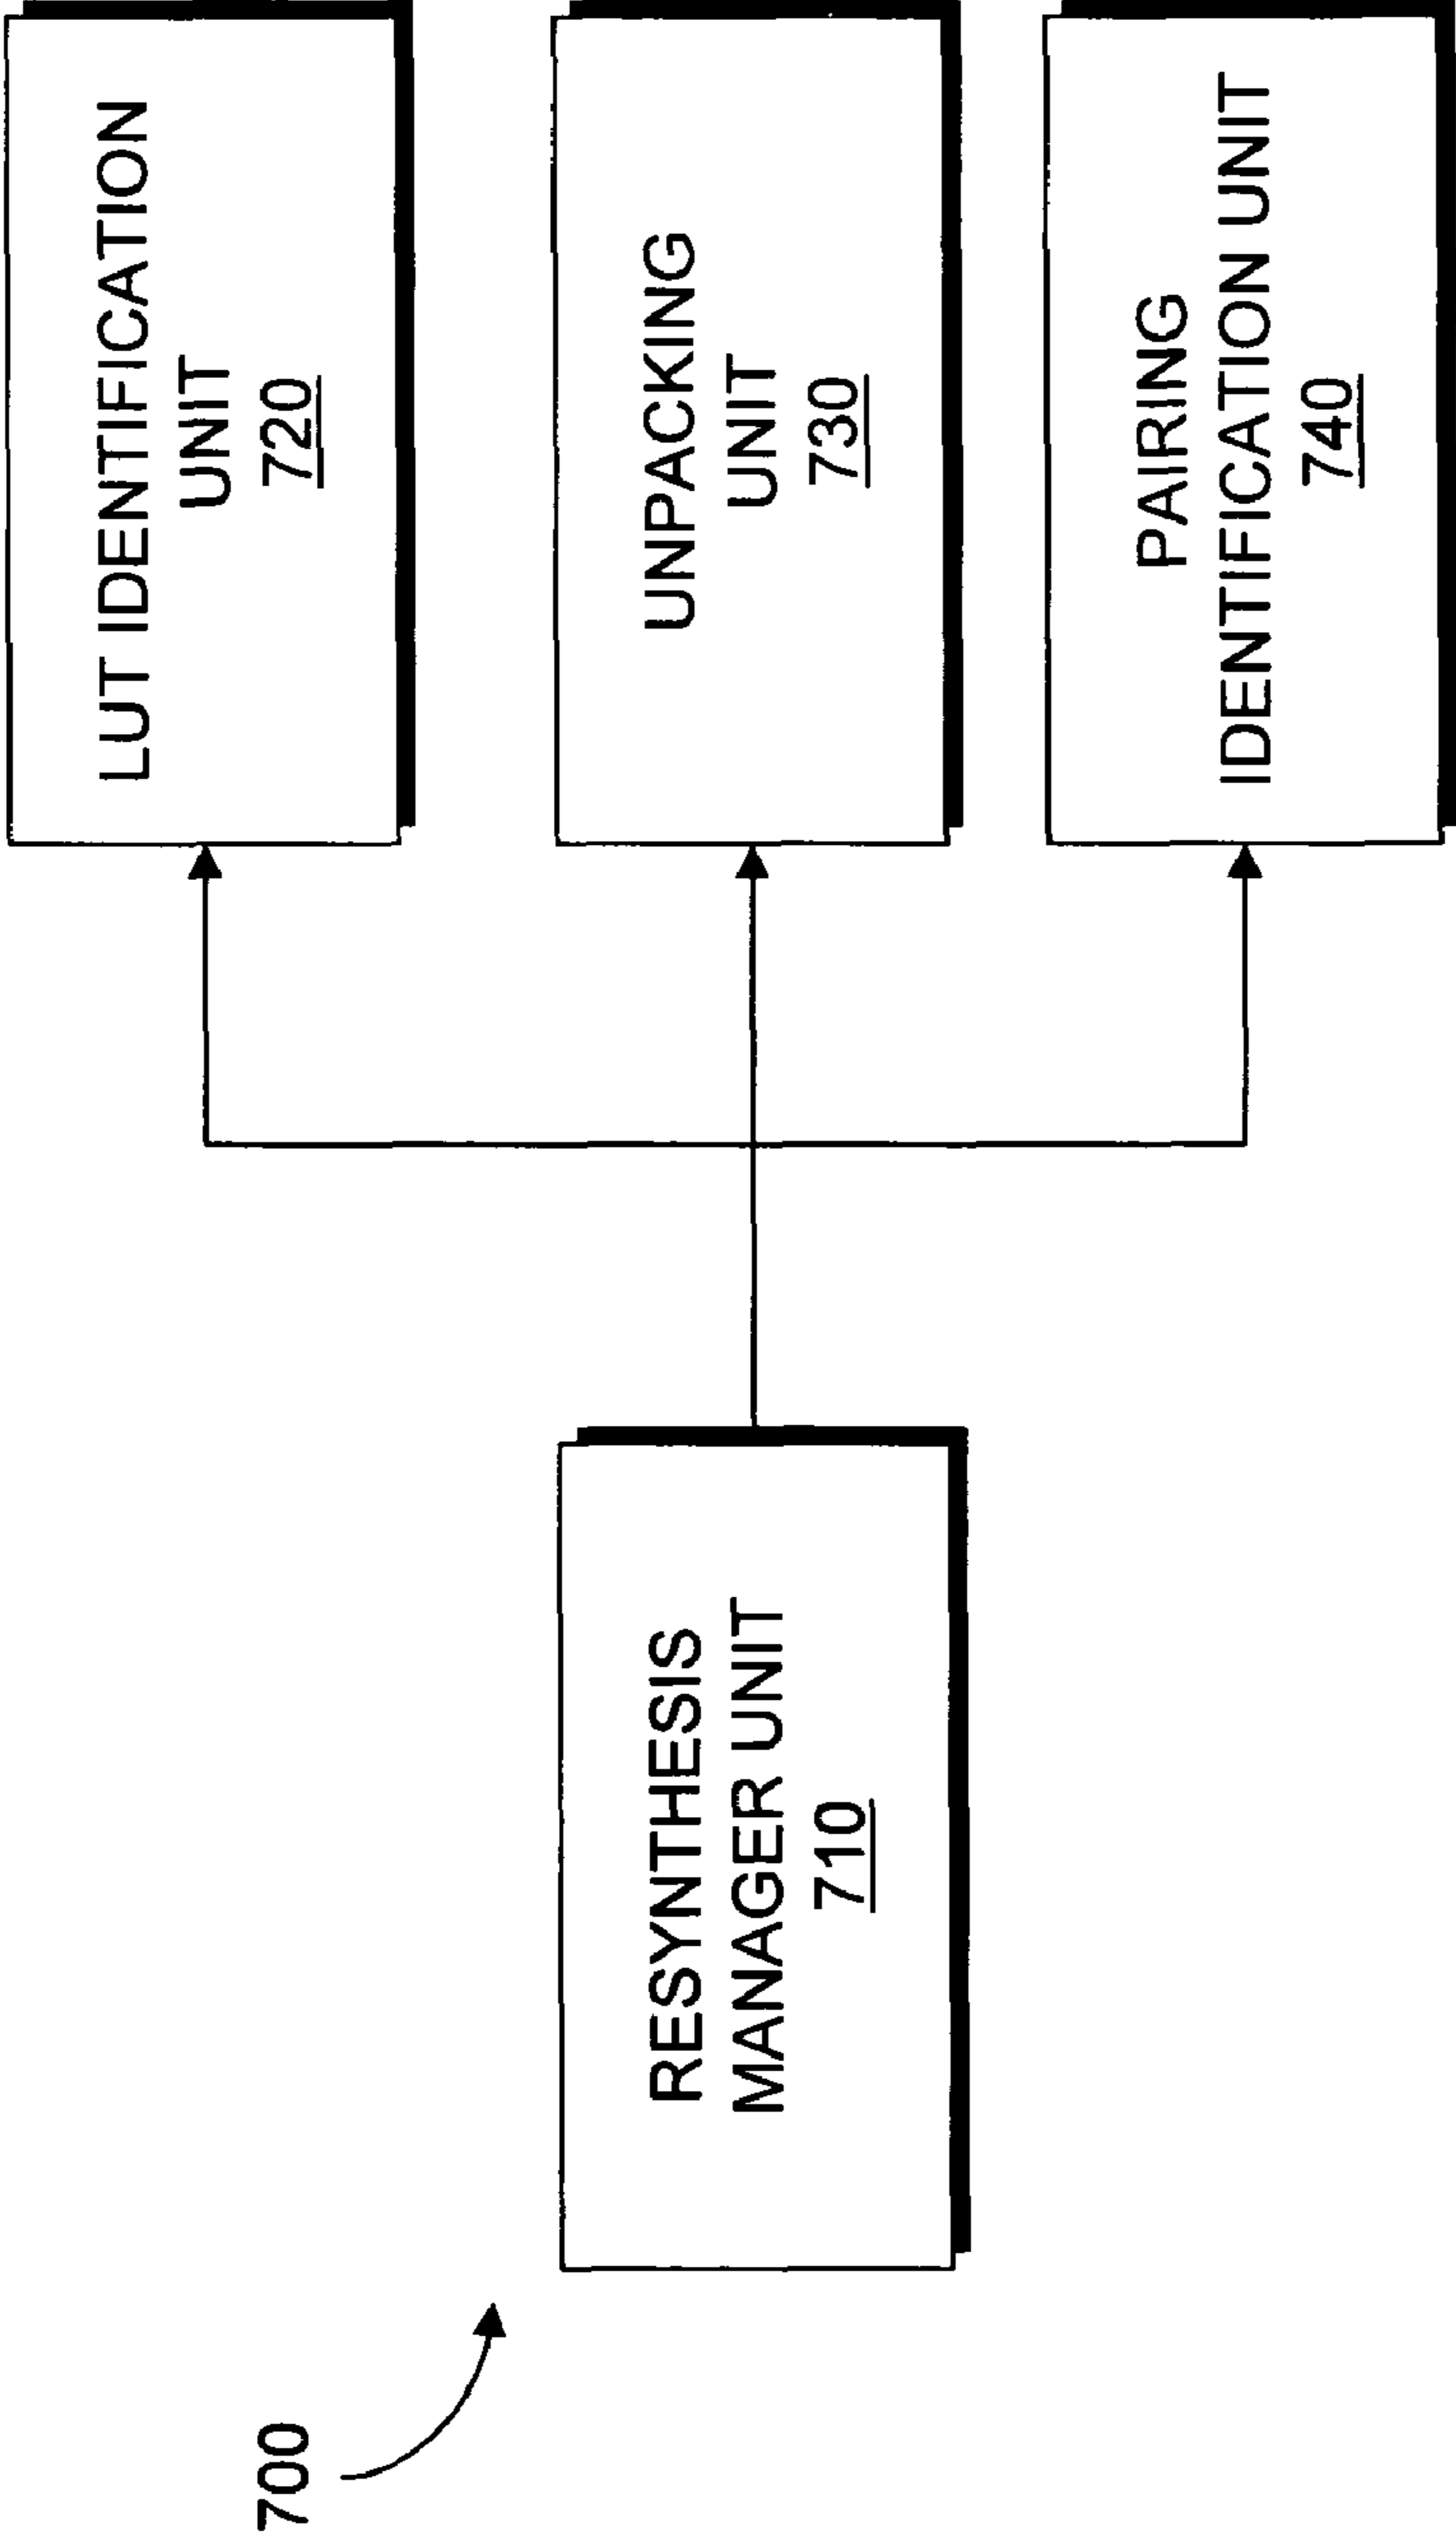 700
RESYNTHESIS
MANAGER UNIT
710
LUT IDENTIFICATION
UNIT
720
UNPACKING
UNIT
730
PAIRING
IDENTIFICATION UNIT
740